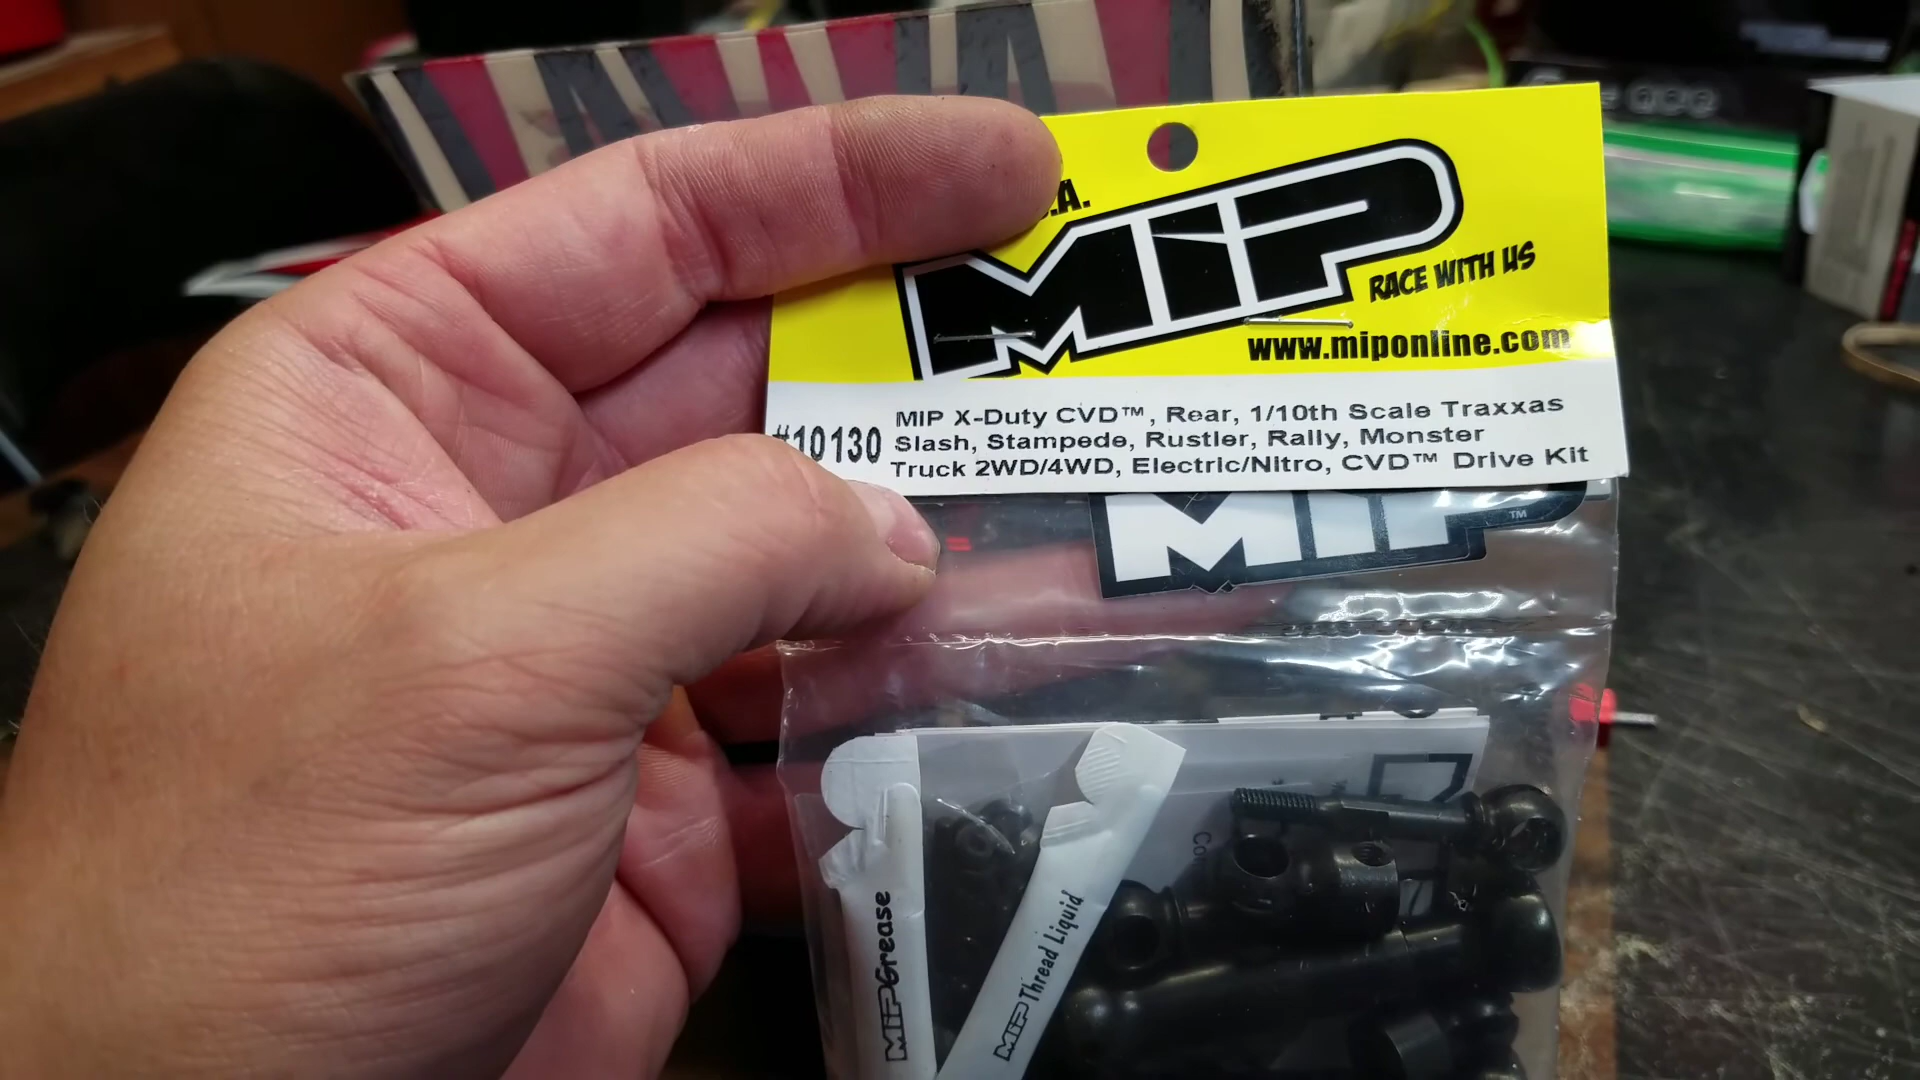 .A.
MIP
RACE WITH US
www.miponline.com
#10130
MIP X-Duty CVD™, Rear, 1/10th Scale Traxxas
Slash, Stampede, Rustler, Rally, Monster
Truck 2WD/4WD, Electric/Nitro, CVD™ Drive Kit
MIP ™
MIP Grease
MIP Thread Liquid